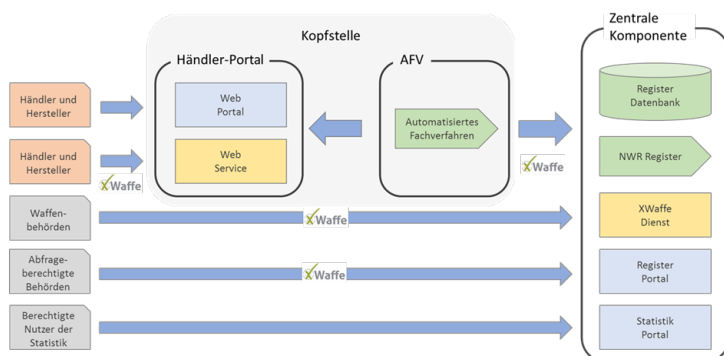 Zentrale
Komponente
Kopfstelle
Händler-Portal
AFV
Händler und
Hersteller
Web
Portal
Automatisiertes
Fachverfahren
Register
Datenbank
Händler und
Hersteller
XWaffe
Web
Service
XWaffe
NWR Register
Waffen-
behörden
XWaffe
XWaffe
Dienst
Abfrage-
berechtigte
Behörden
XWaffe
Register
Portal
Berechtigte
Nutzer der
Statistik
Statistik
Portal